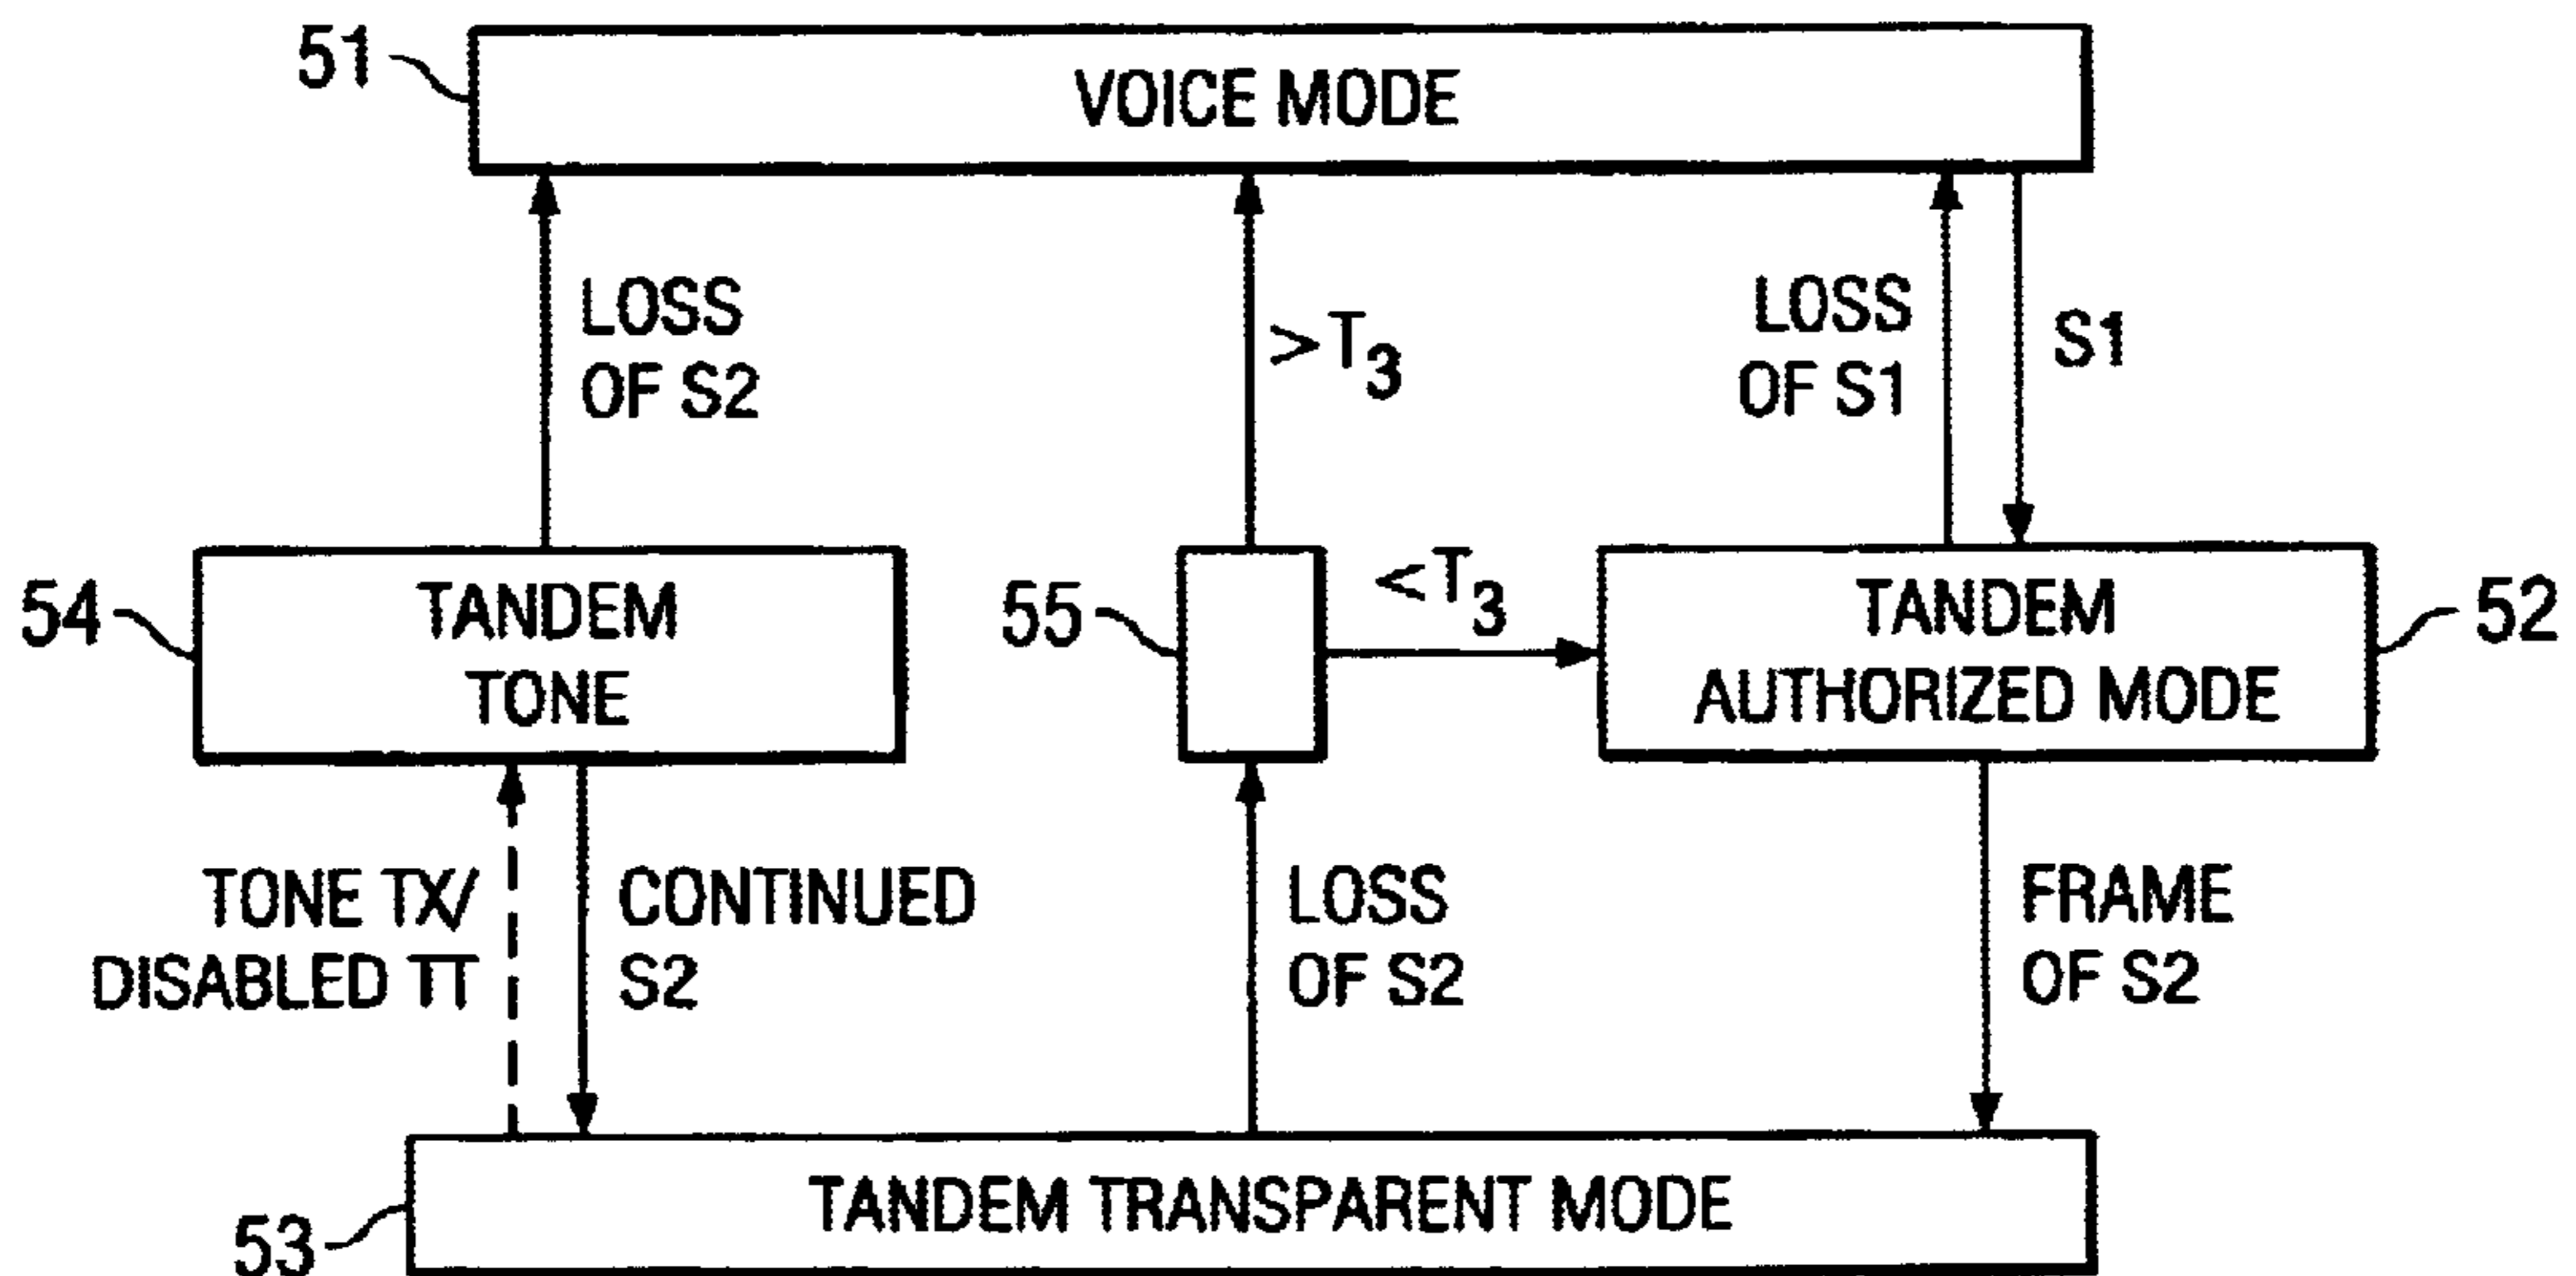 51
VOICE MODE
LOSS
OF S2
>T3
LOSS
OF S1
S1
54
TANDEM
TONE
55
<T3
TANDEM
AUTHORIZED MODE
52
TONE TX/
DISABLED TT
CONTINUED
S2
LOSS
OF S2
FRAME
OF S2
53
TANDEM TRANSPARENT MODE